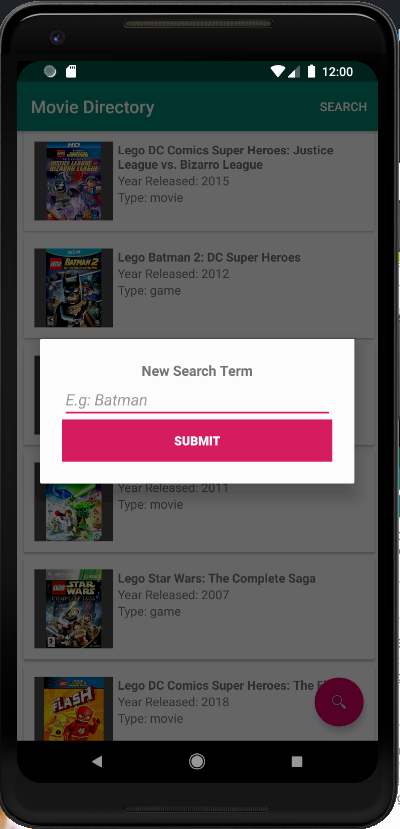 12:00
Movie Directory
SEARCH
Lego DC Comics Super Heroes: Justice
League vs. Bizarro League
Year Released: 2015
Type: movie
Lego Batman 2: DC Super Heroes
Year Released: 2012
Type: game
New Search Term
E.g: Batman
SUBMIT
Year Released: 2011
Type: movie
STAR
WARS
Lego Star Wars: The Complete Saga
Year Released: 2007
Type: game
FLASH
Lego DC Comics Super Heroes: The F
Year Released: 2018
Type: movie